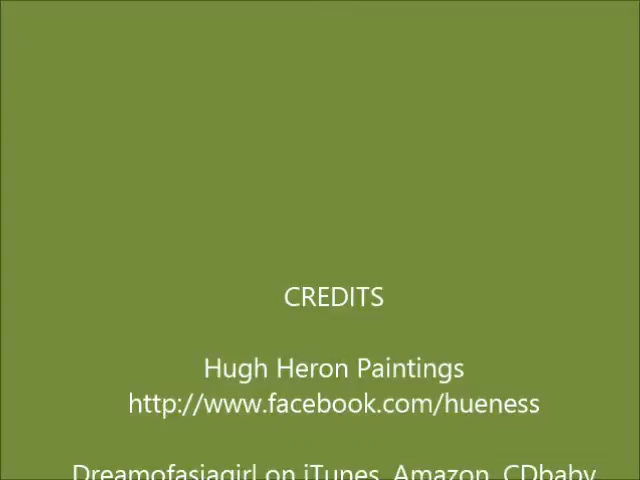 CREDITS
Hugh Heron Paintings
http://www.facebook.com/hueness
Dreamofasiagirl on iTunes, Amazon, CDbaby